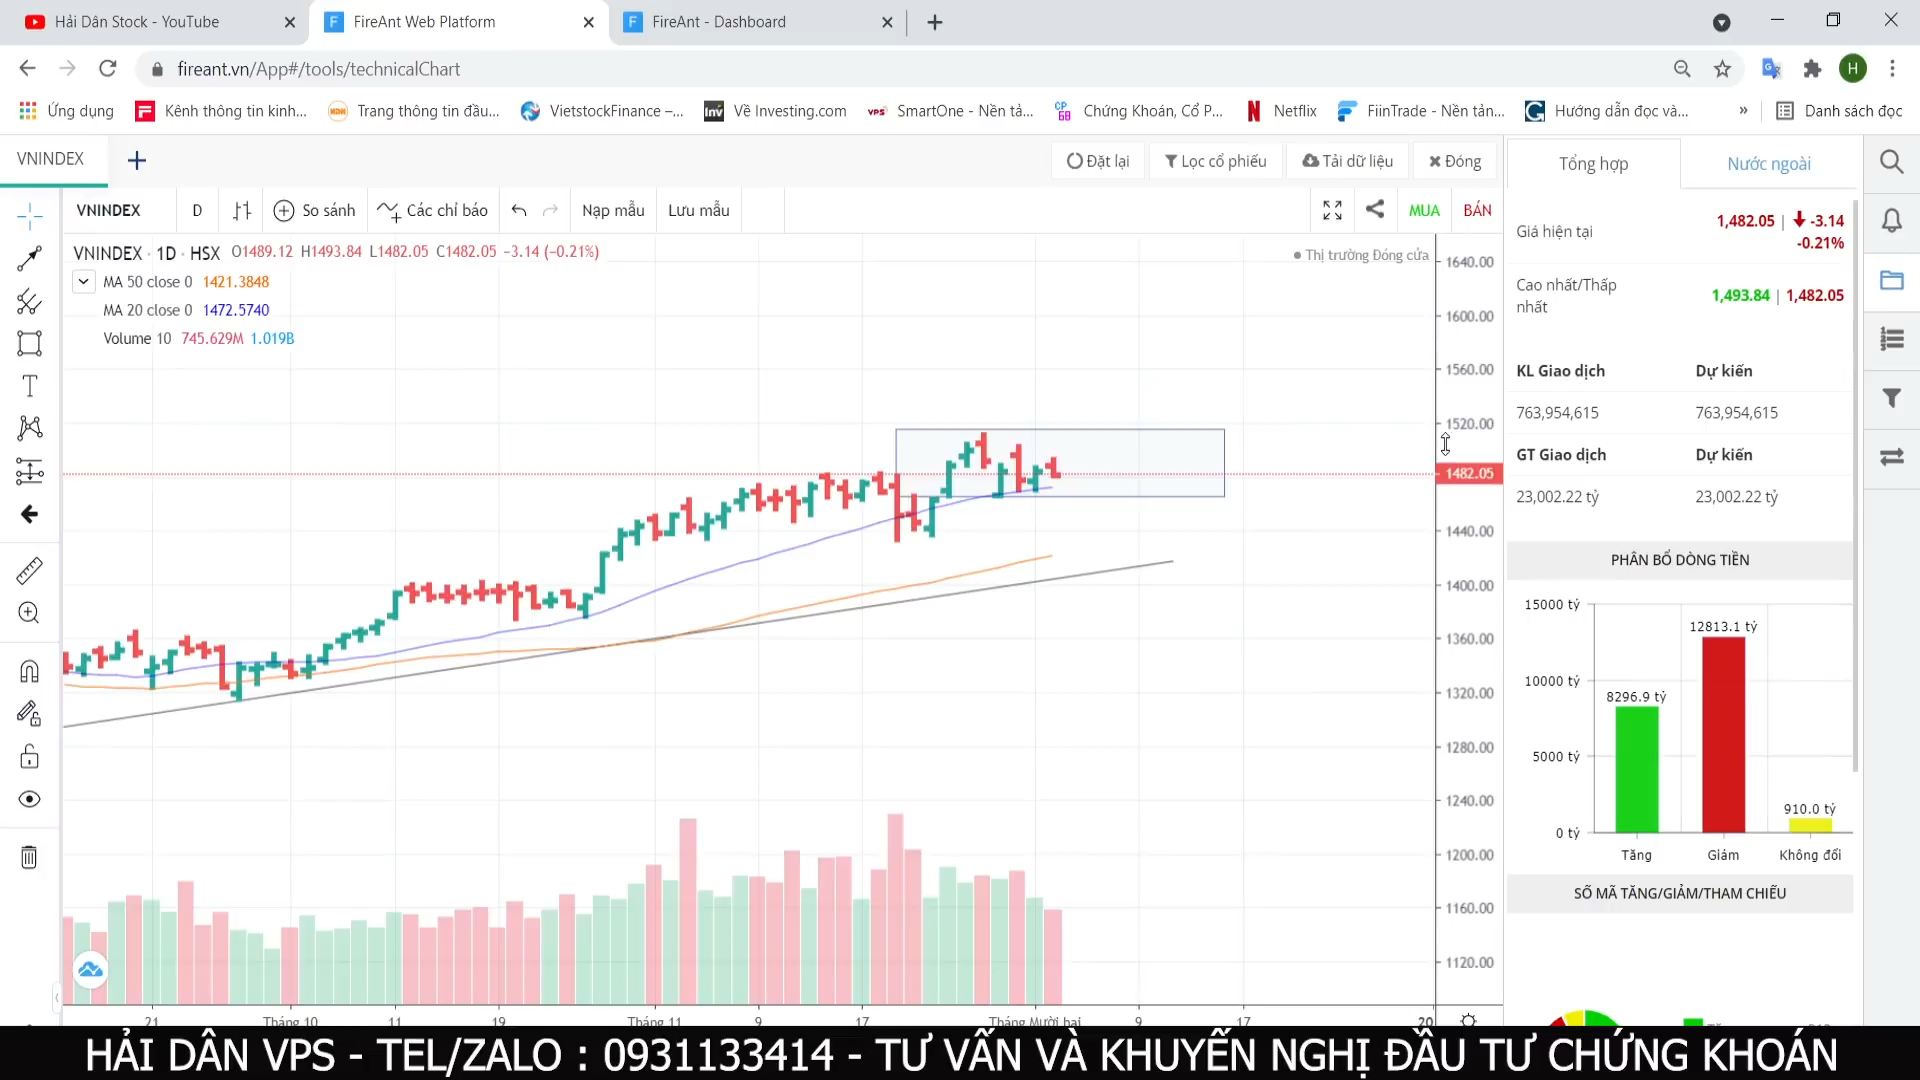 Hải Dân Stock - YouTube
FireAnt Web Platform
FireAnt - Dashboard
fireant.vn/App#/tools/technicalChart
H
Ứng dụng
Kênh thông tin kinh...
Trang thông tin đầu...
VietstockFinance –...
Về Investing.com
SmartOne - Nền tả...
Chứng Khoán, Cổ P...
Netflix
FiinTrade - Nền tản...
Hướng dẫn đọc và...
»
Danh sách đọc
VNINDEX
Đặt lại
Lọc cổ phiếu
Tải dữ liệu
Đóng
VNINDEX
D
So sánh
Các chỉ báo
Nạp mẫu
Lưu mẫu
MUA
BÁN
VNINDEX · 1D · HSX O1489.12 H1493.84 L1482.05 C1482.05 −3.14 (−0.21%)
Thị trường Đóng cửa
MA 50 close 0 1421.3848
MA 20 close 0 1472.5740
Volume 10 745.629M 1.019B
1640.00
1600.00
1560.00
1520.00
1482.05
1440.00
1400.00
1360.00
1320.00
1280.00
1240.00
1200.00
1160.00
1120.00
21
Tháng 10
11
19
Tháng 11
9
17
Tháng Mười hai
9
17
20
Tổng hợp
Nước ngoài
Giá hiện tại
1,482.05 | -3.14
-0.21%
Cao nhất/Thấp nhất
1,493.84 | 1,482.05
KL Giao dịch
Dự kiến
763,954,615
763,954,615
GT Giao dịch
Dự kiến
23,002.22 tỷ
23,002.22 tỷ
PHÂN BỔ DÒNG TIỀN
15000 tỷ
10000 tỷ
5000 tỷ
0 tỷ
8296.9 tỷ
12813.1 tỷ
910.0 tỷ
Tăng
Giảm
Không đổi
SỐ MÃ TĂNG/GIẢM/THAM CHIẾU
HẢI DÂN VPS - TEL/ZALO : 0931133414 - TƯ VẤN VÀ KHUYẾN NGHỊ ĐẦU TƯ CHỨNG KHOÁN